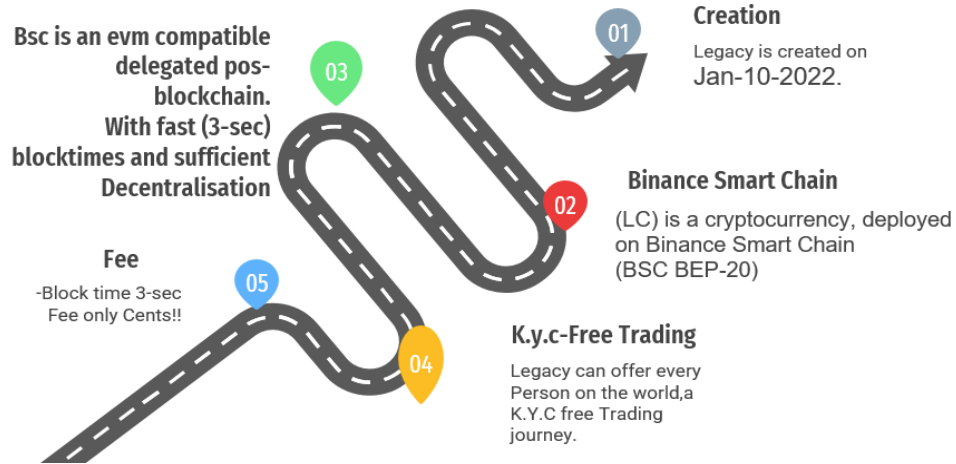 01
Creation
Legacy is created on
Jan-10-2022.
02
Binance Smart Chain
(LC) is a cryptocurrency, deployed
on Binance Smart Chain
(BSC BEP-20)
03
Bsc is an evm compatible
delegated pos-
blockchain.
With fast (3-sec)
blocktimes and sufficient
Decentralisation
04
K.y.c-Free Trading
Legacy can offer every
Person on the world,a
K.Y.C free Trading
journey.
05
Fee
-Block time 3-sec
Fee only Cents!!